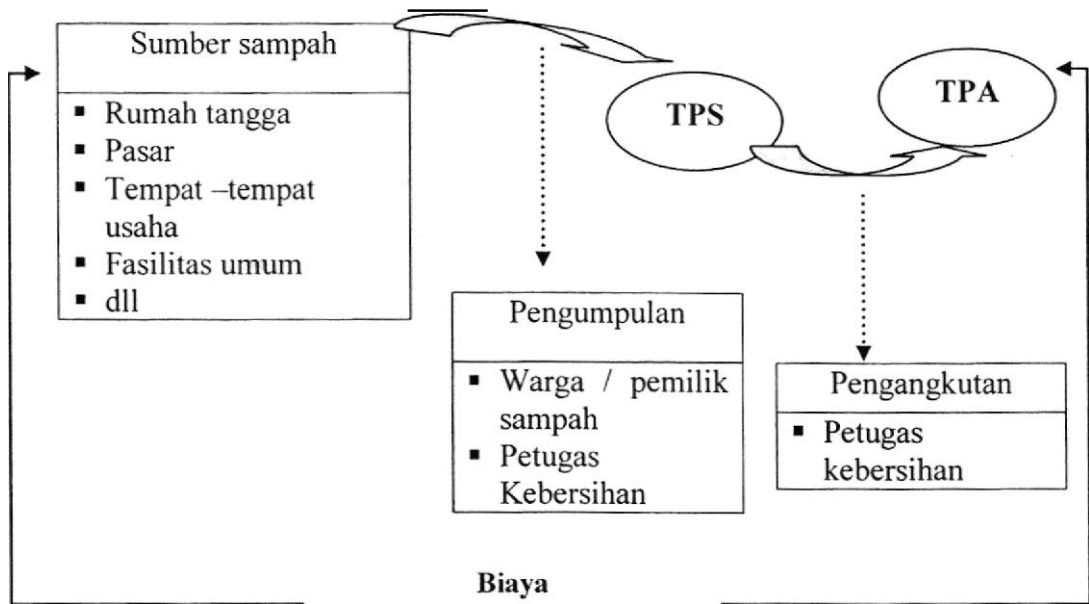 Sumber sampah
▪ Rumah tangga
▪ Pasar
▪ Tempat –tempat
usaha
▪ Fasilitas umum
▪ dll
TPS
TPA
Pengumpulan
▪ Warga / pemilik
sampah
▪ Petugas
Kebersihan
Pengangkutan
▪ Petugas
kebersihan
Biaya